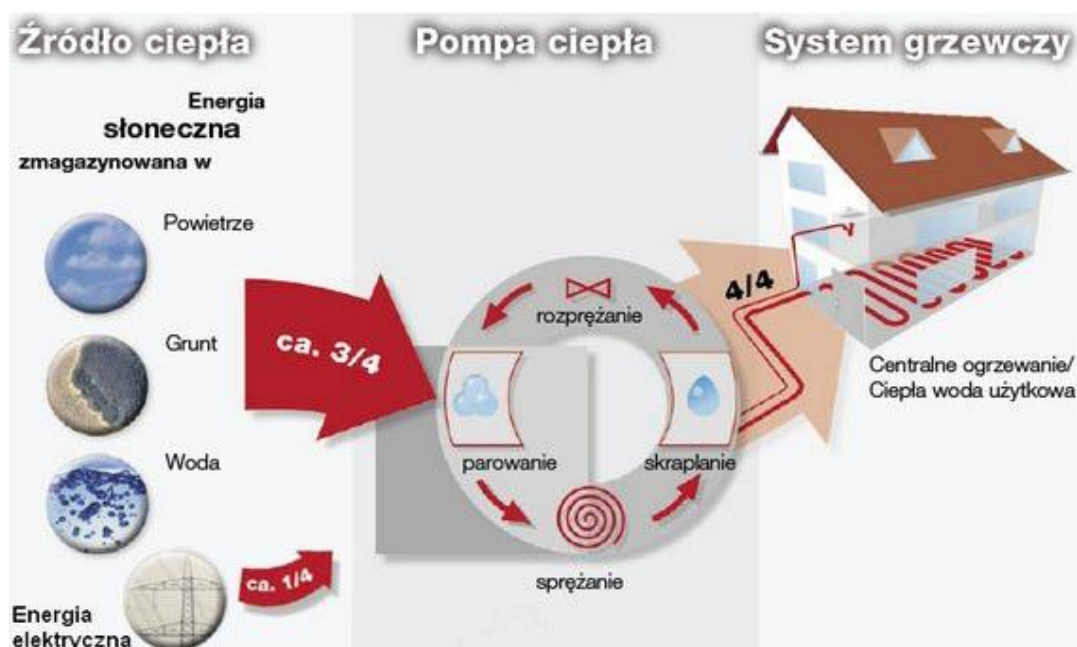 Źródło ciepła
Pompa ciepła
System grzewczy
Energia
słoneczna
zmagazynowana w
Powietrze
Grunt
Woda
Energia
elektryczna
ca. 3/4
ca. 1/4
rozprężanie
parowanie
skraplanie
sprężanie
4/4
Centralne ogrzewanie/
Ciepła woda użytkowa